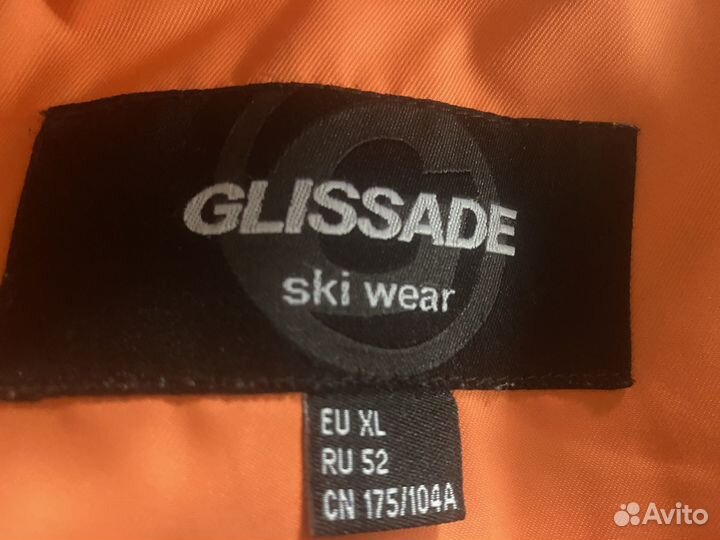 GLISSADE
ski wear
EU XL
RU 52
CN 175/104A
Avito